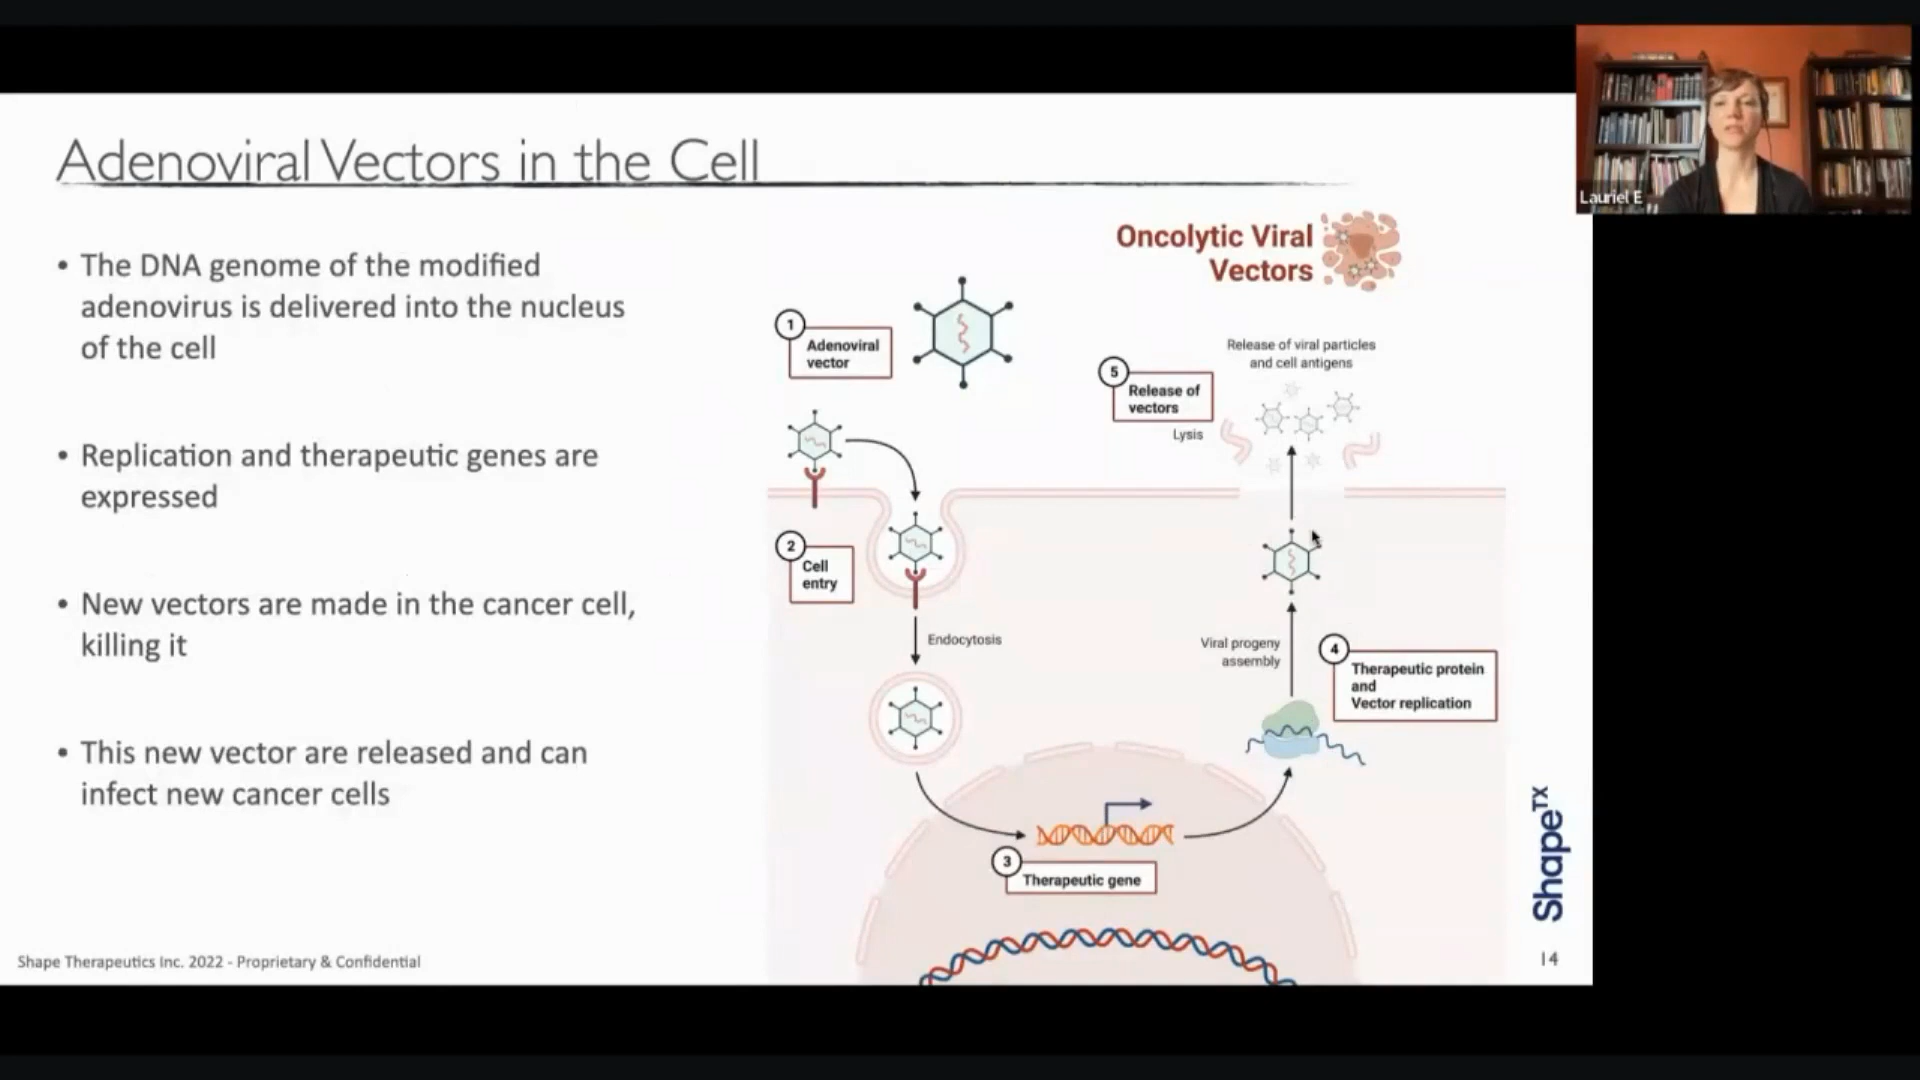 Adenoviral Vectors in the Cell
• The DNA genome of the modified
adenovirus is delivered into the nucleus
of the cell
• Replication and therapeutic genes are
expressed
• New vectors are made in the cancer cell,
killing it
• This new vector are released and can
infect new cancer cells
Oncolytic Viral
Vectors
1
Adenoviral
vector
2
Cell
entry
Endocytosis
3
Therapeutic gene
4
Therapeutic protein
and
Vector replication
Viral progeny
assembly
5
Release of
vectors
Lysis
Release of viral particles
and cell antigens
ShapeTX
Shape Therapeutics Inc. 2022 - Proprietary & Confidential
14
Lauriel E